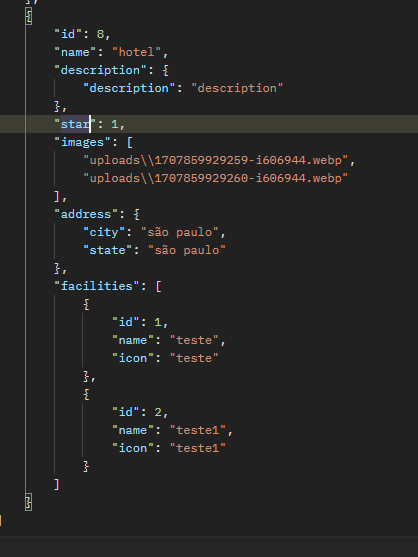 },
{
"id": 8,
"name": "hotel",
"description": {
"description": "description"
},
"star": 1,
"images": [
"uploads\\1707859929259-i606944.webp",
"uploads\\1707859929260-i606944.webp"
],
"address": {
"city": "são paulo",
"state": "são paulo"
},
"facilities": [
{
"id": 1,
"name": "teste",
"icon": "teste"
},
{
"id": 2,
"name": "teste1",
"icon": "teste1"
}
]
}
]